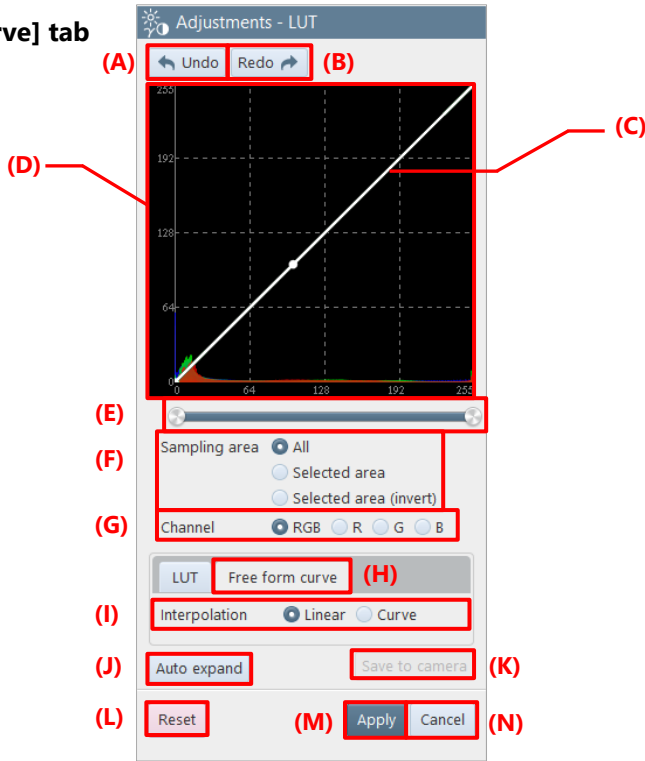 Adjustments - LUT
rve] tab
(A) Undo Redo (B)
255
(C)
192
(D)
128
64
0
0 64 128 192 255
(E)
Sampling area All
(F)
Selected area
Selected area (invert)
(G) Channel RGB R G B
LUT Free form curve (H)
(I) Interpolation Linear Curve
(J) Auto expand Save to camera (K)
(L) Reset (M) Apply Cancel (N)